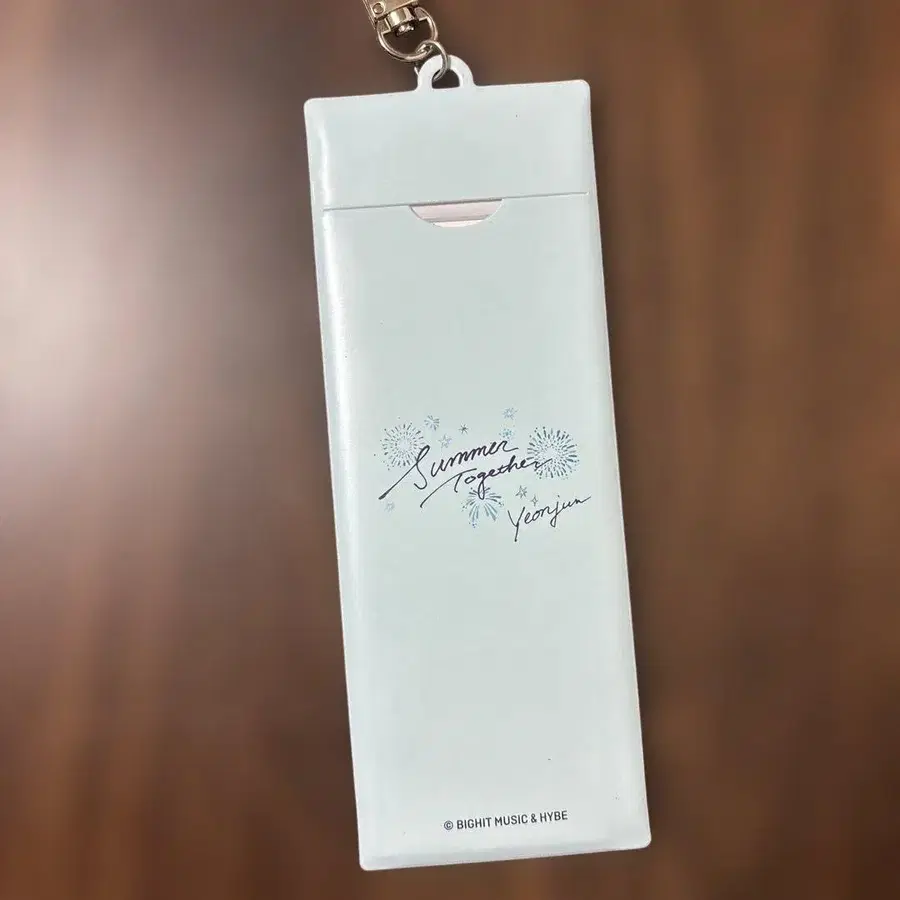 Summer
Together
Yeonjun
© BIGHIT MUSIC & HYBE